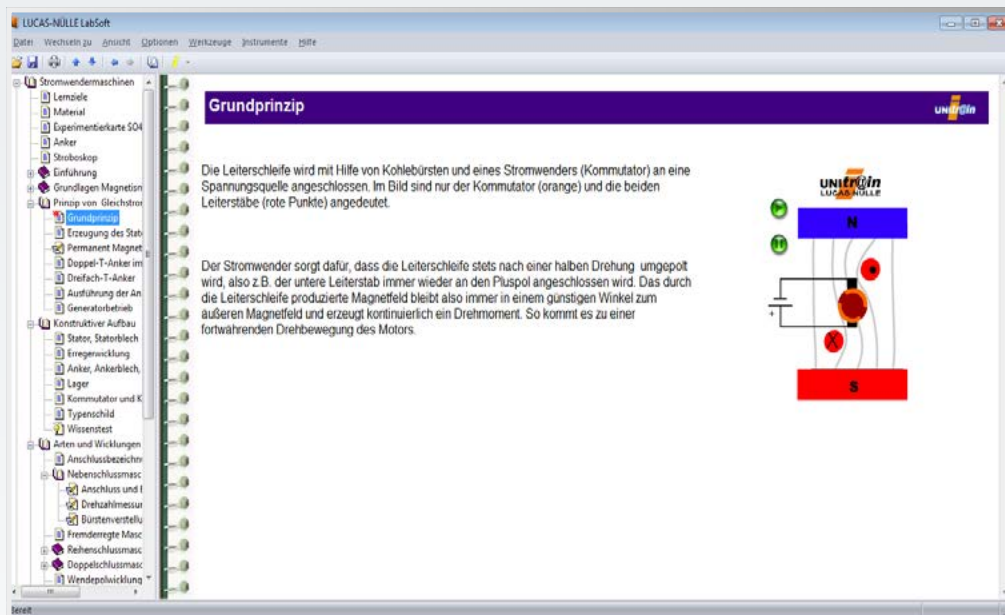 LUCAS-NÜLLE LabSoft
Datei Wechseln zu Ansicht Optionen Werkzeuge Instrumente Hilfe
Stromwendermaschinen
Lernziele
Material
Experimentierkarte SO4
Anker
Stroboskop
Einführung
Grundlagen Magnetisn
Prinzip von Gleichstror
Grundprinzip
Erzeugung des Stat
Permanent Magnet
Doppel-T-Anker im
Dreifach-T-Anker
Ausführung der An
Generatorbetrieb
Konstruktiver Aufbau
Stator, Statorblech
Erregerwicklung
Anker, Ankerblech,
Lager
Kommutator und K
Typenschild
Wissenstest
Arten und Wicklungen
Anschlussbezeichn
Nebenschlussmasc
Anschluss und I
Drehzahlmessur
Bürstenverstellu
Fremderregte Masc
Reihenschlussmasc
Doppelschlussmasc
Wendepolwicklung
Grundprinzip
UNITr@in
Die Leiterschleife wird mit Hilfe von Kohlebürsten und eines Stromwenders (Kommutator) an eine
Spannungsquelle angeschlossen. Im Bild sind nur der Kommutator (orange) und die beiden
Leiterstäbe (rote Punkte) angedeutet.
Der Stromwender sorgt dafür, dass die Leiterschleife stets nach einer halben Drehung umgepolt
wird, also z.B. der untere Leiterstab immer wieder an den Pluspol angeschlossen wird. Das durch
die Leiterschleife produzierte Magnetfeld bleibt also immer in einem günstigen Winkel zum
äußeren Magnetfeld und erzeugt kontinuierlich ein Drehmoment. So kommt es zu einer
fortwährenden Drehbewegung des Motors.
UNITr@in
LUCAS-NÜLLE
N
+
X
S
Bereit